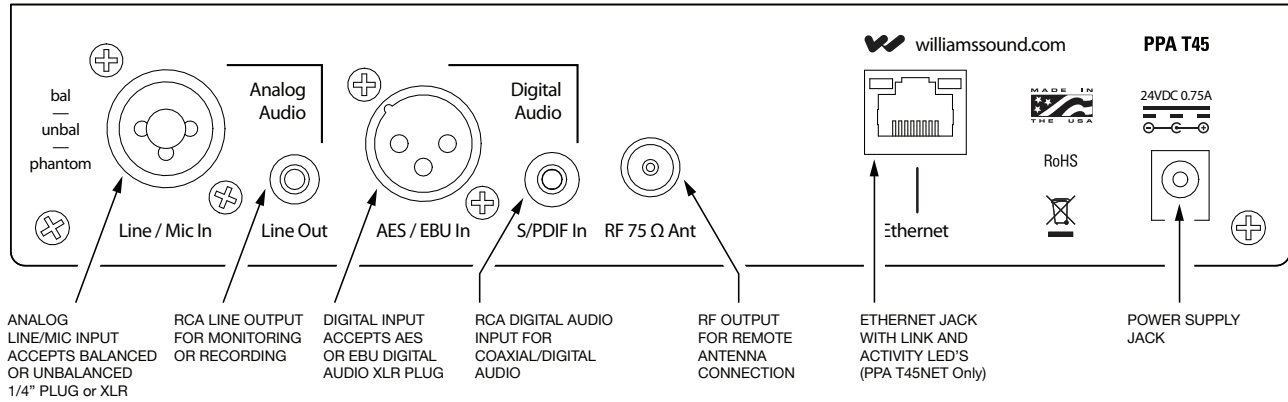 williamssound.com
PPA T45
bal
unbal
phantom
Analog
Audio
Digital
Audio
MADE IN
THE USA
24VDC 0.75A
RoHS
Line / Mic In
Line Out
AES / EBU In
S/PDIF In
RF 75 Ω Ant
Ethernet
ANALOG
LINE/MIC INPUT
ACCEPTS BALANCED
OR UNBALANCED
1/4” PLUG or XLR
RCA LINE OUTPUT
FOR MONITORING
OR RECORDING
DIGITAL INPUT
ACCEPTS AES
OR EBU DIGITAL
AUDIO XLR PLUG
RCA DIGITAL AUDIO
INPUT FOR
COAXIAL/DIGITAL
AUDIO
RF OUTPUT
FOR REMOTE
ANTENNA
CONNECTION
ETHERNET JACK
WITH LINK AND
ACTIVITY LED’S
(PPA T45NET Only)
POWER SUPPLY
JACK